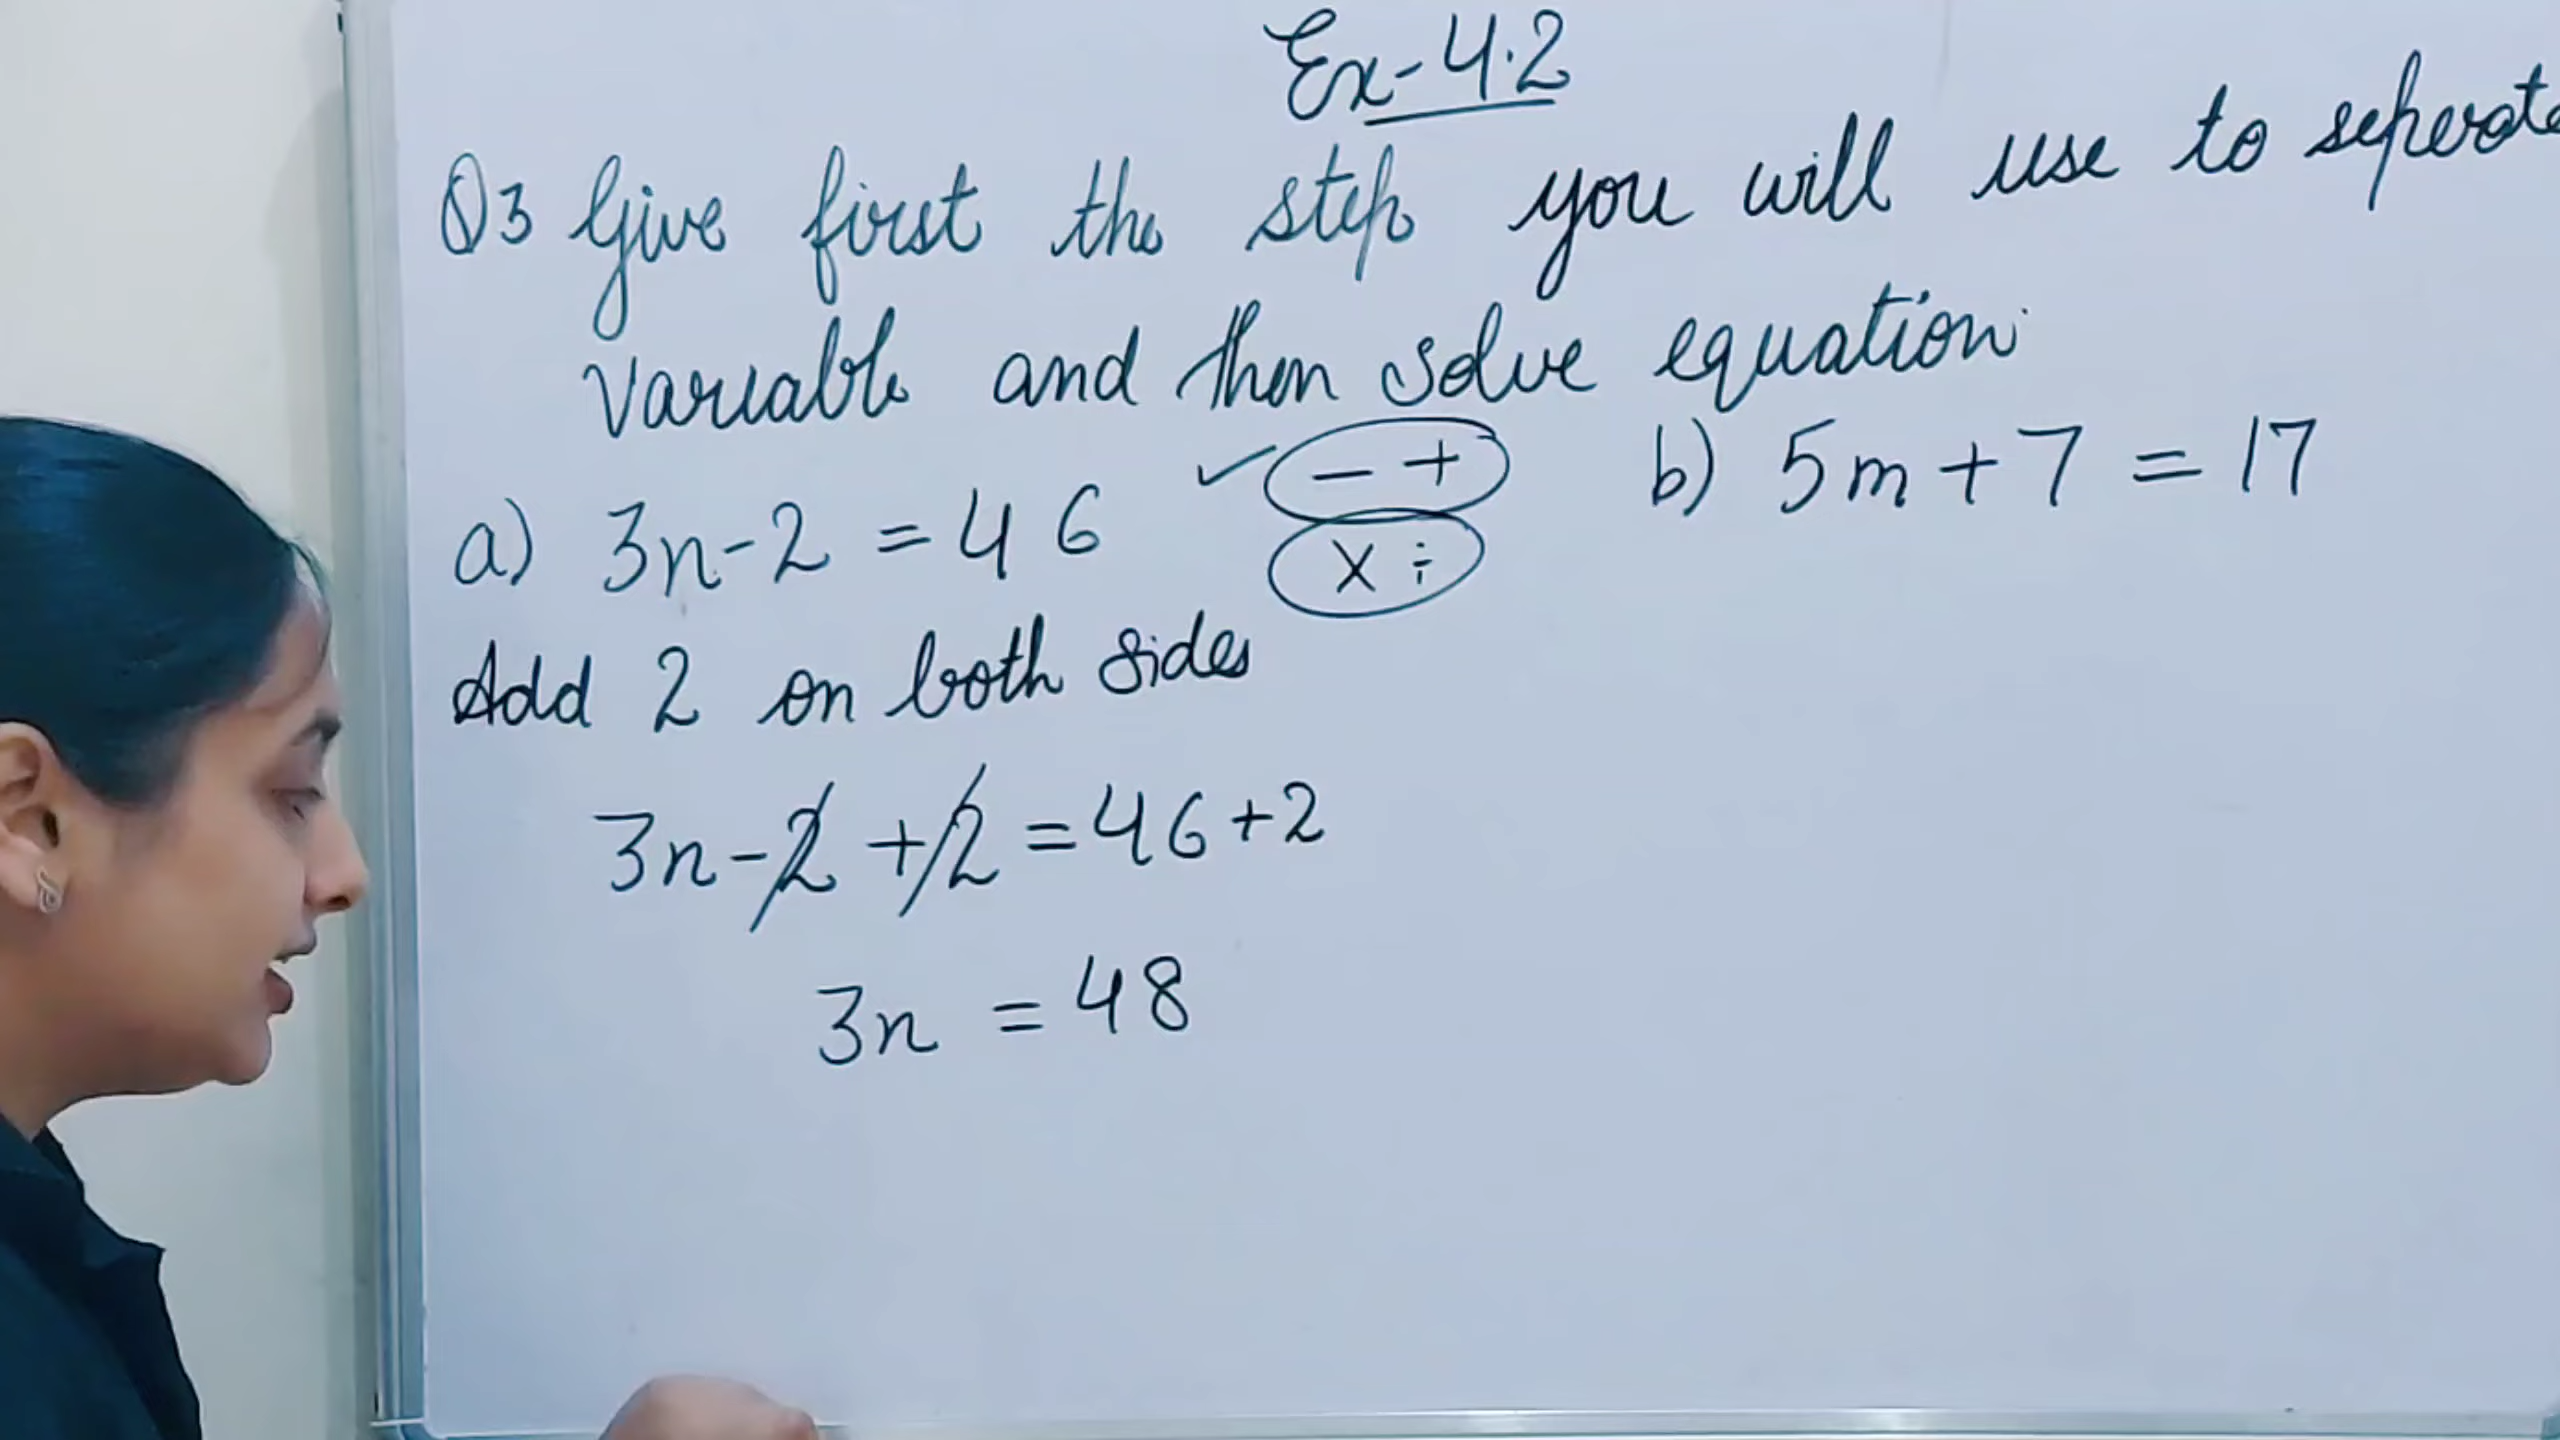 Ex-4.2
Q3 Give first the step you will use to seperate
variable and then solve equation
a) 3n-2 = 46
✓ - +
× ÷
b) 5m + 7 = 17
Add 2 on both sides
3n-2 +2 = 46+2
3n = 48